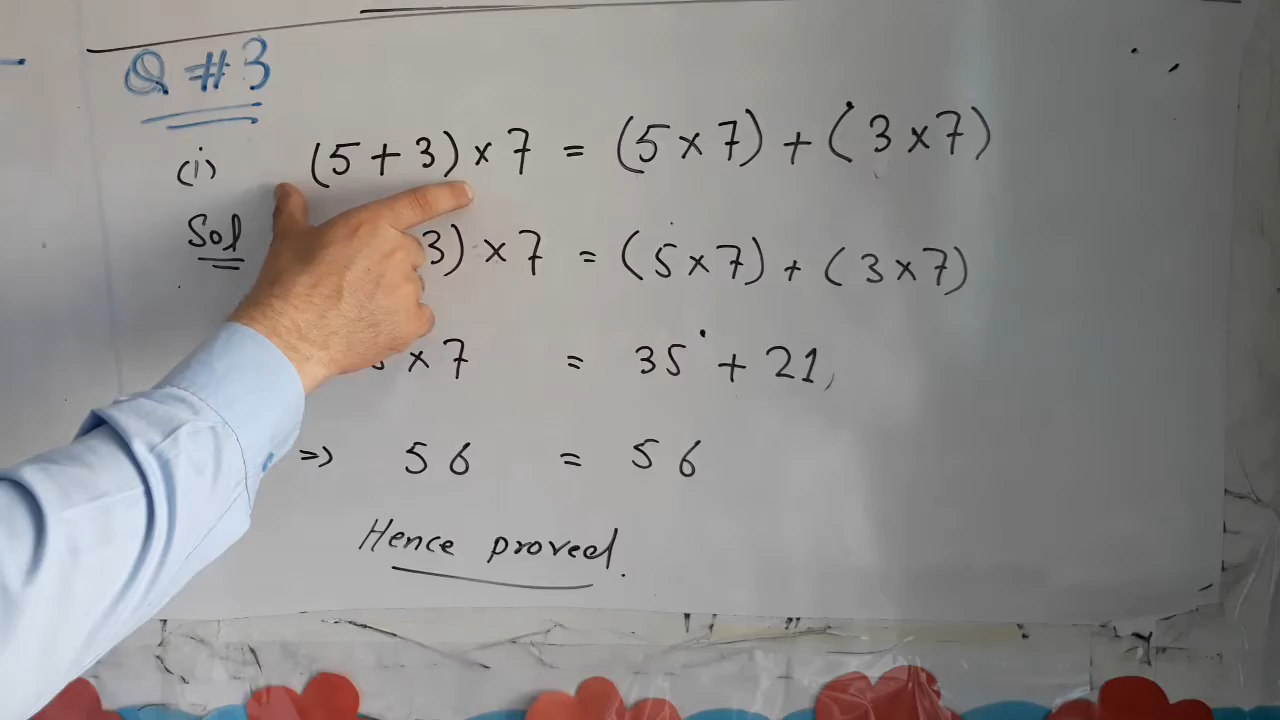 Q #3
(i) (5 + 3) × 7 = (5 × 7) + (3 × 7)
Sol 3) × 7 = (5 × 7) + (3 × 7)
× 7 = 35 + 21,
⇒ 56 = 56
Hence proved.